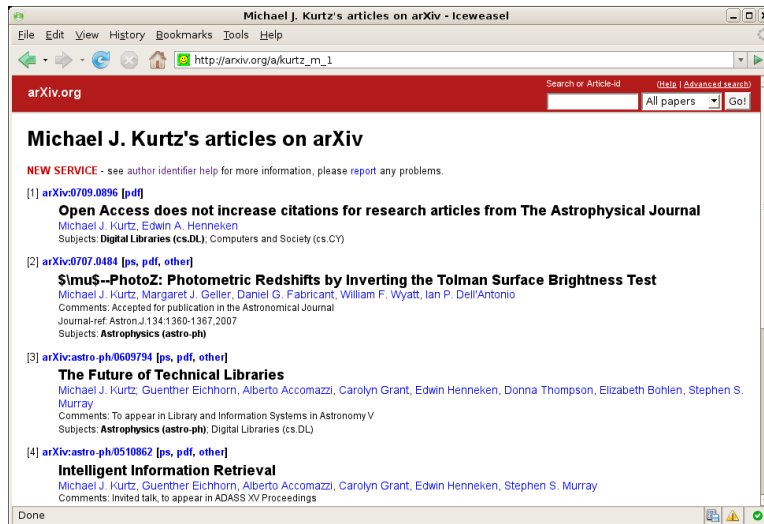 Michael J. Kurtz's articles on arXiv - Iceweasel
File Edit View History Bookmarks Tools Help
http://arxiv.org/a/kurtz_m_1
Search or Article-id (Help | Advanced search)
arXiv.org
All papers Go!
Michael J. Kurtz's articles on arXiv
NEW SERVICE - see author identifier help for more information, please report any problems.
[1] arXiv:0709.0896 [pdf]
Open Access does not increase citations for research articles from The Astrophysical Journal
Michael J. Kurtz, Edwin A. Henneken
Subjects: Digital Libraries (cs.DL); Computers and Society (cs.CY)
[2] arXiv:0707.0484 [ps, pdf, other]
$\mu$--PhotoZ: Photometric Redshifts by Inverting the Tolman Surface Brightness Test
Michael J. Kurtz, Margaret J. Geller, Daniel G. Fabricant, William F. Wyatt, Ian P. Dell'Antonio
Comments: Accepted for publication in the Astronomical Journal
Journal-ref: Astron.J.134:1360-1367,2007
Subjects: Astrophysics (astro-ph)
[3] arXiv:astro-ph/0609794 [ps, pdf, other]
The Future of Technical Libraries
Michael J. Kurtz, Guenther Eichhorn, Alberto Accomazzi, Carolyn Grant, Edwin Henneken, Donna Thompson, Elizabeth Bohlen, Stephen S.
Murray
Comments: To appear in Library and Information Systems in Astronomy V
Subjects: Astrophysics (astro-ph); Digital Libraries (cs.DL)
[4] arXiv:astro-ph/0510862 [ps, pdf, other]
Intelligent Information Retrieval
Michael J. Kurtz, Guenther Eichhorn, Alberto Accomazzi, Carolyn Grant, Edwin Henneken, Stephen S. Murray
Comments: Invited talk, to appear in ADASS XV Proceedings
Done